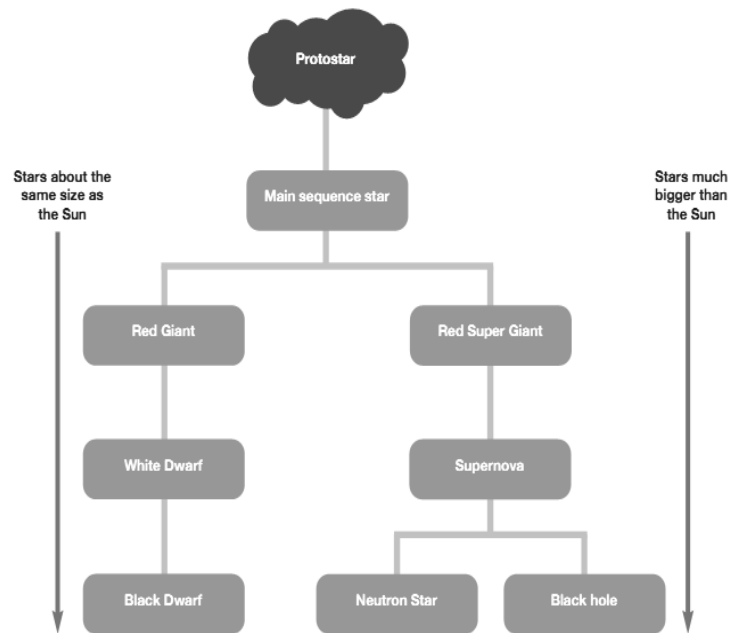 Protostar
Stars about the
same size as
the Sun
Main sequence star
Stars much
bigger than
the Sun
Red Giant
Red Super Giant
White Dwarf
Supernova
Black Dwarf
Neutron Star
Black hole